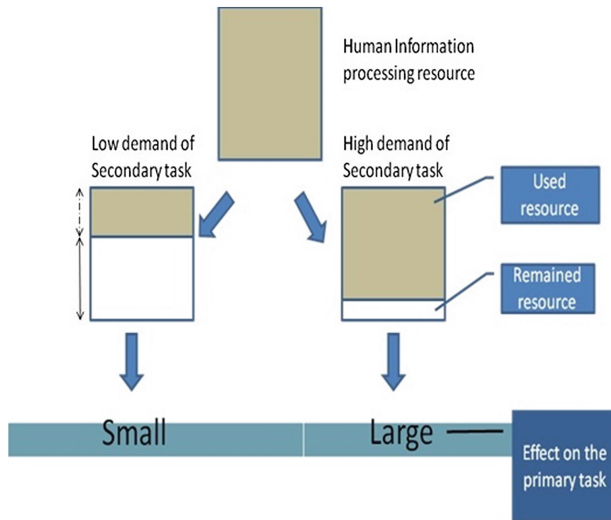 Human Information
processing resource
Low demand of
Secondary task
High demand of
Secondary task
Used
resource
Remained
resource
Small
Large
Effect on the
primary task